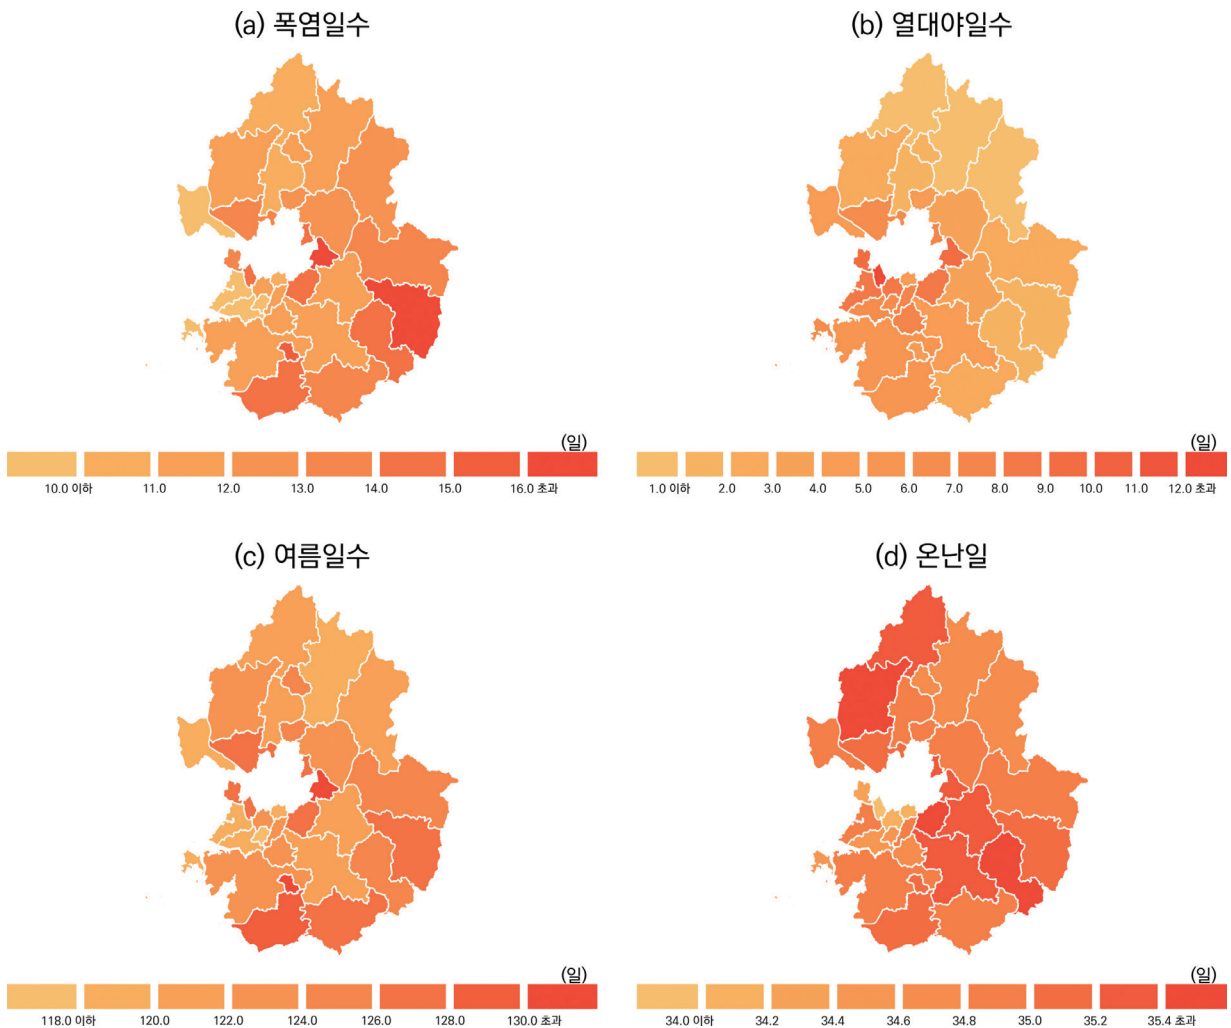 (a) 폭염일수
(b) 열대야일수
(일)
10.0 이하 11.0 12.0 13.0 14.0 15.0 16.0 초과
(일)
1.0 이하 2.0 3.0 4.0 5.0 6.0 7.0 8.0 9.0 10.0 11.0 12.0 초과
(c) 여름일수
(d) 온난일
(일)
118.0 이하 120.0 122.0 124.0 126.0 128.0 130.0 초과
(일)
34.0 이하 34.2 34.4 34.6 34.8 35.0 35.2 35.4 초과